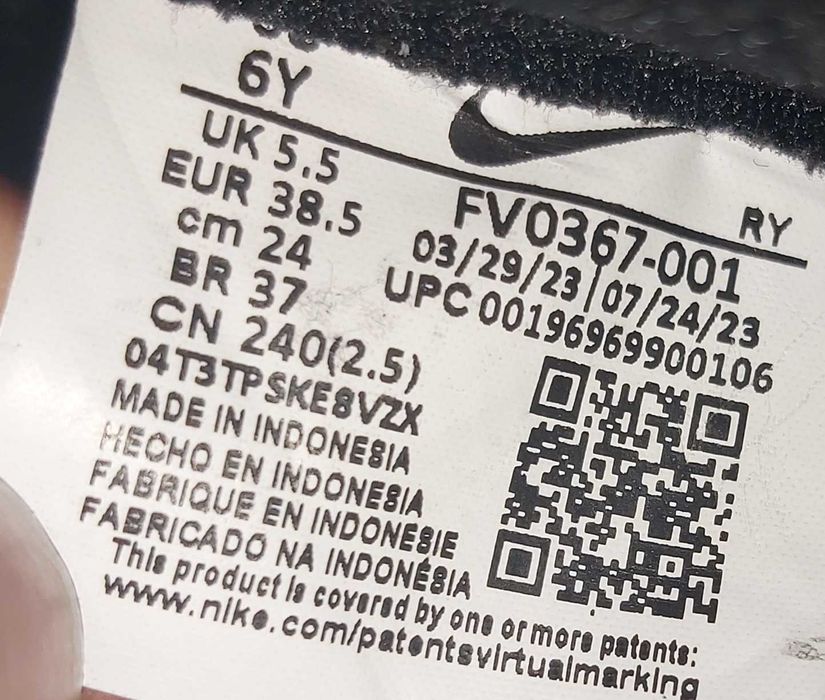 6Y
UK 5.5
EUR 38.5
cm 24
BR 37
CN 240(2.5)
RY
FV0367-001
03/29/23|07/24/23
UPC 00196969900106
04T3TPSKE8VZX
MADE IN INDONESIA
HECHO EN INDONESIA
FABRIQUE EN INDONÉSIE
FABRICADO NA INDONÉSIA
This product is covered by one or more patents:
www.nike.com/patentsvirtualmarking